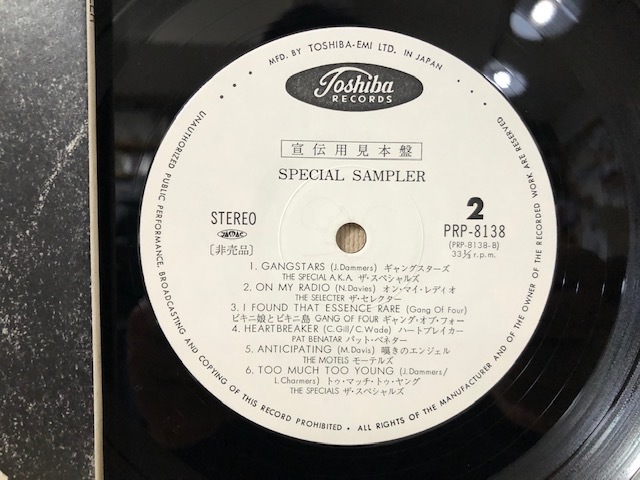 MFD. BY TOSHIBA-EMI LTD. IN JAPAN
Toshiba
RECORDS
宣伝用見本盤
SPECIAL SAMPLER
STEREO
2
PRP-8138
(PRP-8138-B)
〔非売品〕
33⅓ r.p.m.
1. GANGSTARS (J.Dammers) ギャングスターズ
THE SPECIAL A.K.A. ザ・スペシャルズ
2. ON MY RADIO (N.Davies) オン・マイ・レディオ
THE SELECTER ザ・セレクター
3. I FOUND THAT ESSENCE RARE (Gang Of Four)
ビキニ娘とビキニ島 GANG OF FOUR ギャング・オブ・フォー
4. HEARTBREAKER (C.Gill/C.Wade) ハートブレイカー
PAT BENATAR パット・ベネター
5. ANTICIPATING (M.Davis) 嘆きのエンジェル
THE MOTELS モーテルズ
6. TOO MUCH TOO YOUNG (J.Dammers/
L.Charmers) トゥ・マッチ・トゥ・ヤング
THE SPECIALS ザ・スペシャルズ
UNAUTHORIZED PUBLIC PERFORMANCE, BROADCASTING AND COPYING OF THIS RECORD PROHIBITED • ALL RIGHTS OF THE MANUFACTURER AND OF THE OWNER OF THE RECORDED WORK ARE RESERVED